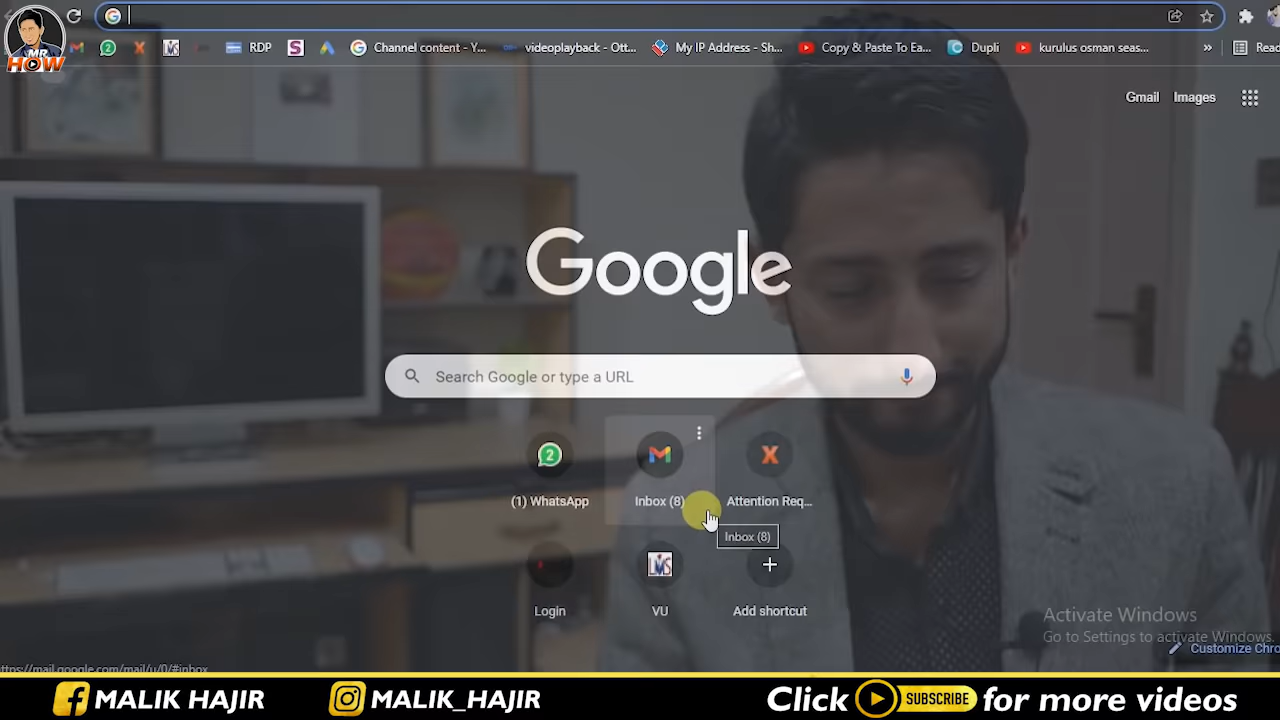 MR
HOW
RDP
Channel content - Y...
videoplayback - Ott...
My IP Address - Sh...
Copy & Paste To Ea...
Dupli
kurulus osman seas...
»
Read
Gmail
Images
Google
Search Google or type a URL
(1) WhatsApp
Inbox (8)
Attention Req...
Inbox (8)
Login
VU
Add shortcut
Activate Windows
Go to Settings to activate Windows.
Customize Chro
ttps://mail.google.com/mail/u/0/#inbox
MALIK HAJIR
MALIK_HAJIR
Click SUBSCRIBE for more videos